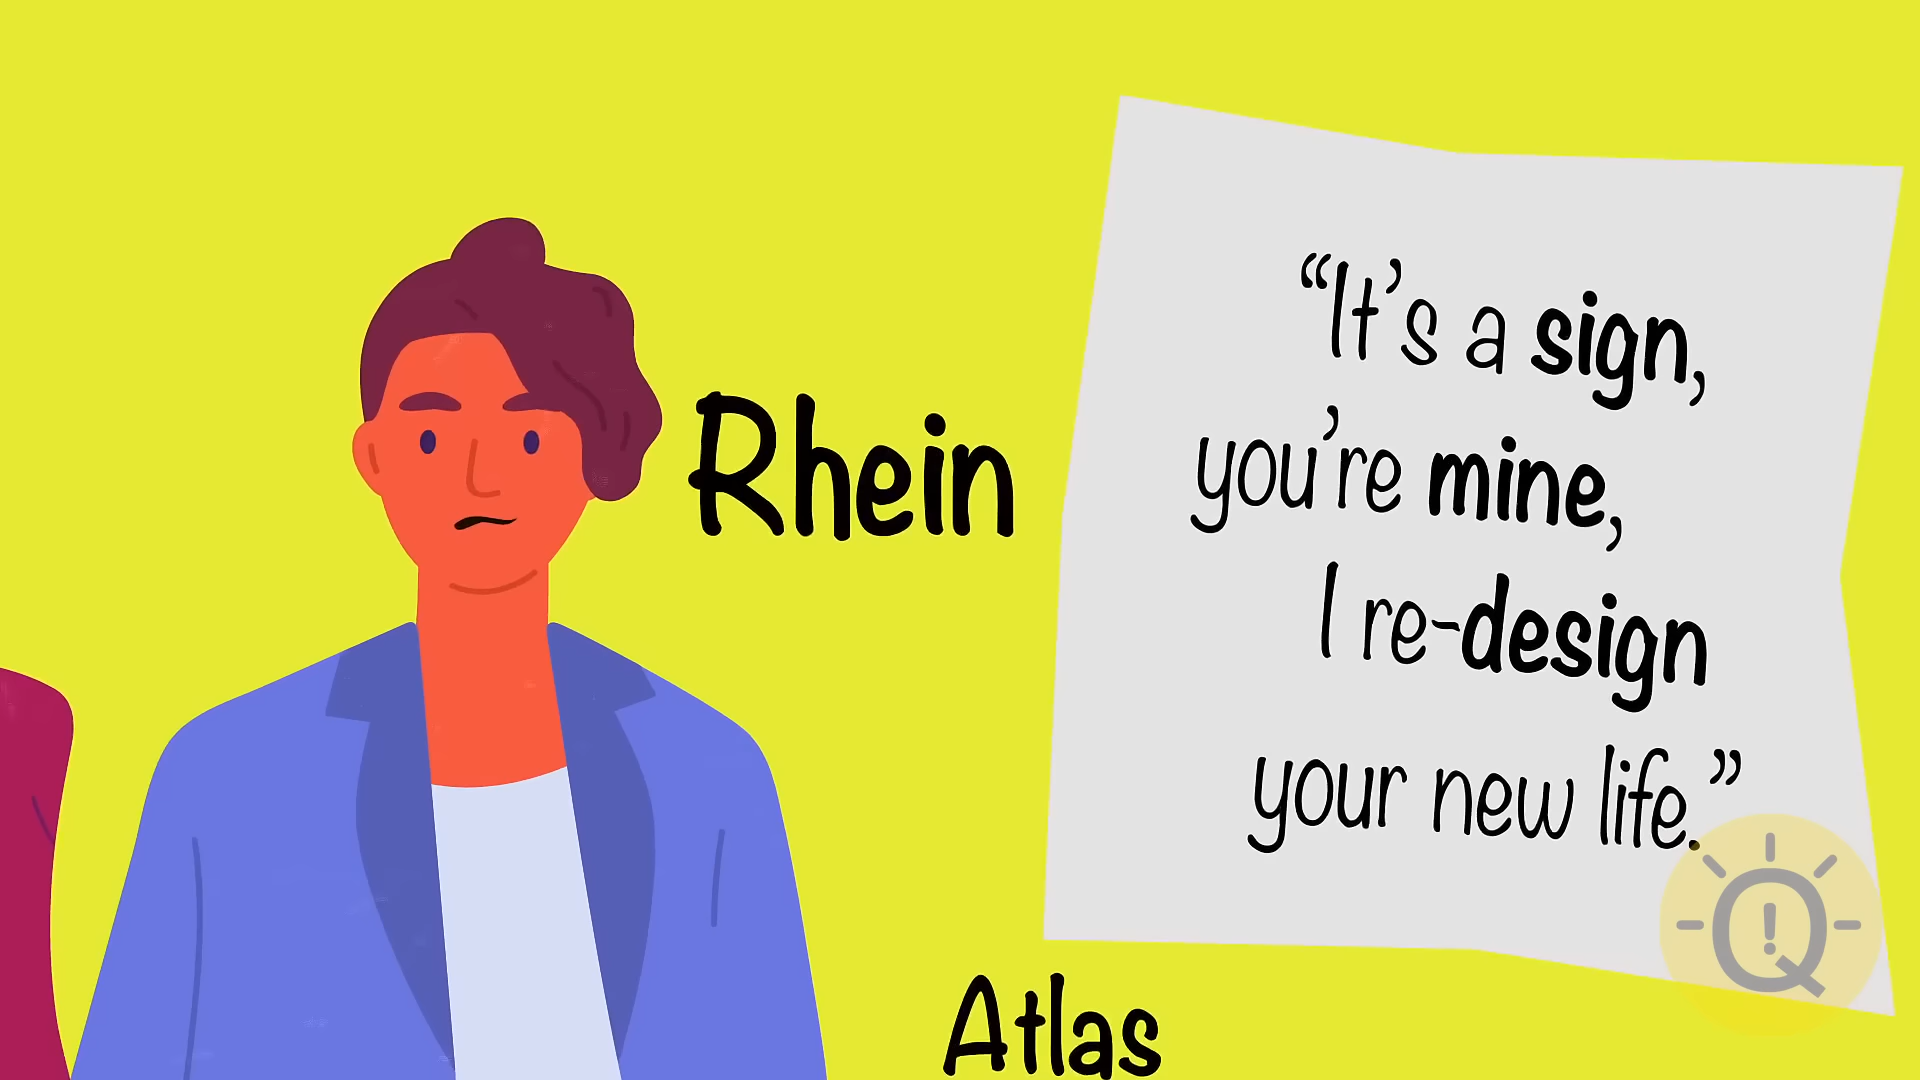 Rhein
“It’s a sign,
you’re mine,
I re-design
your new life.”
Atlas
Q!